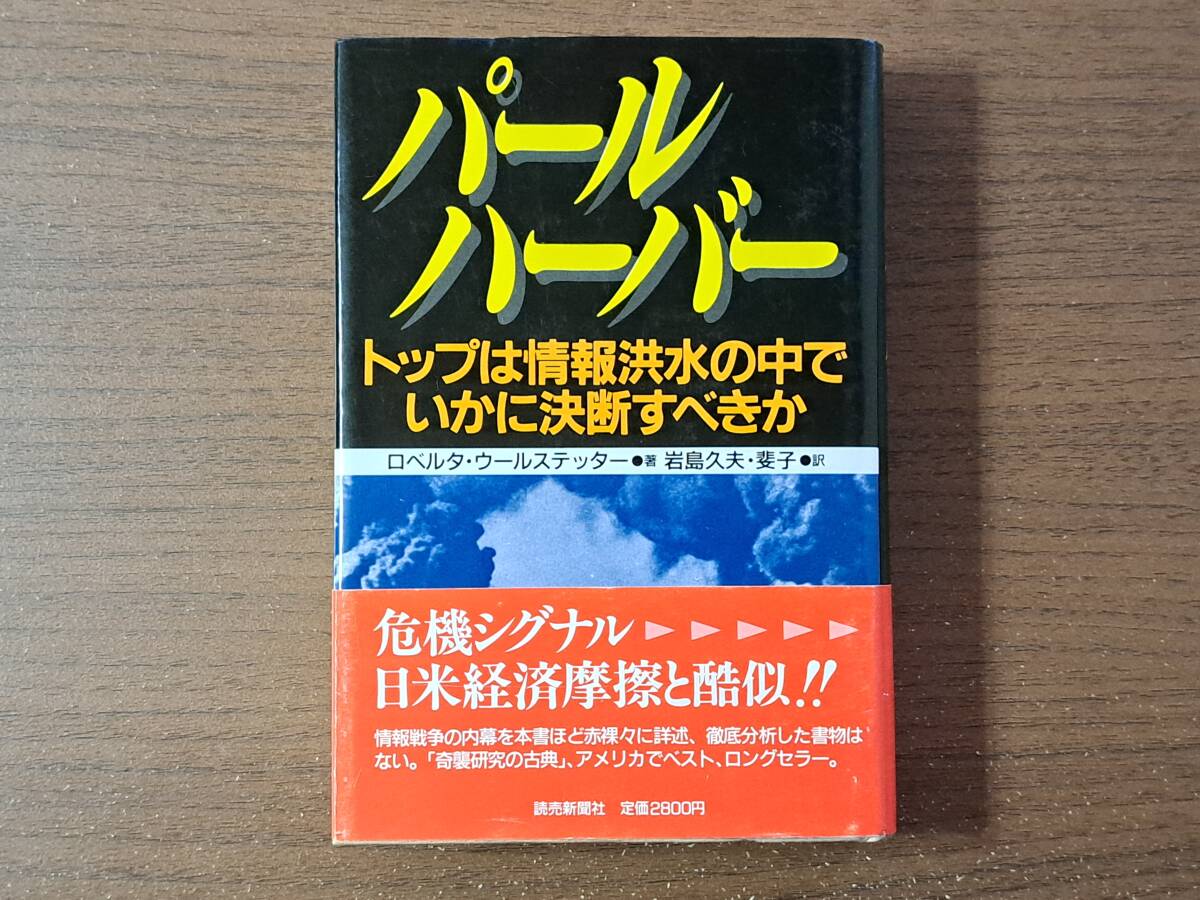 パール
ハーバー
トップは情報洪水の中で
いかに決断すべきか
ロベルタ・ウールステッター●著 岩島久夫・斐子●訳
危機シグナル▶▶▶▶▶
日米経済摩擦と酷似!!
情報戦争の内幕を本書ほど赤裸々に詳述、徹底分析した書物は
ない。「奇襲研究の古典」、アメリカでベスト、ロングセラー。
読売新聞社 定価2800円